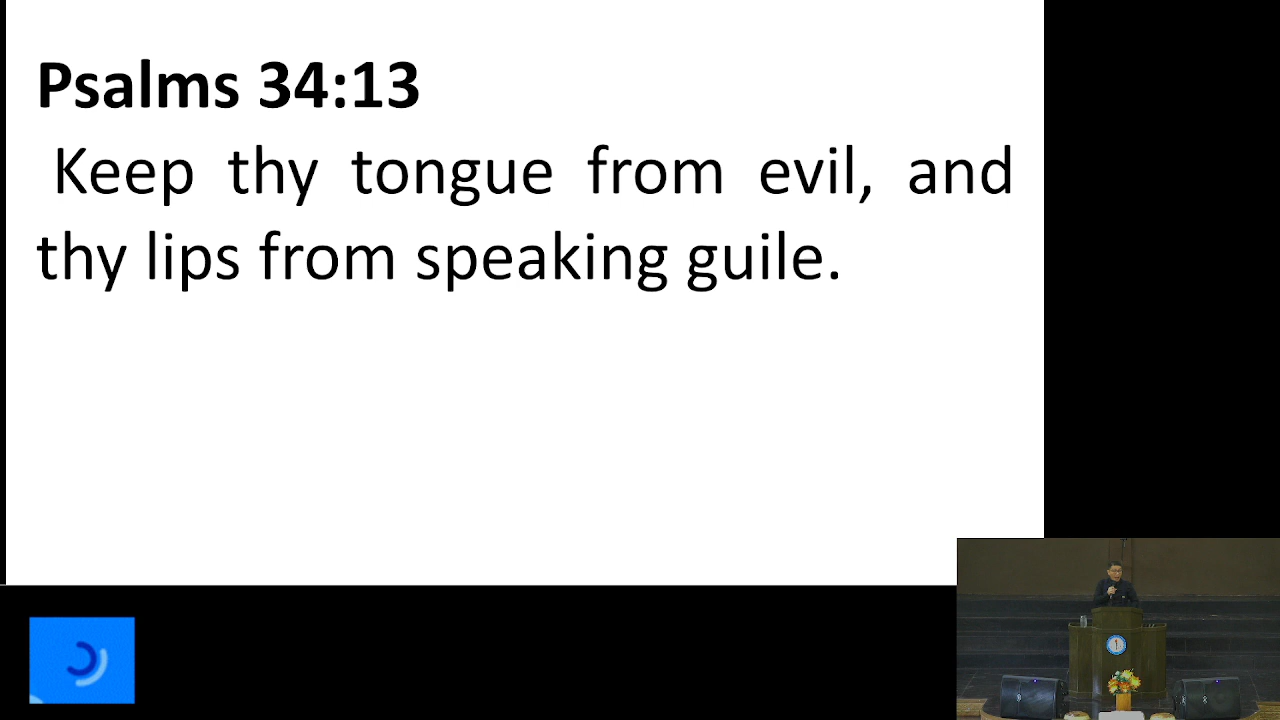 Psalms 34:13
Keep thy tongue from evil, and
thy lips from speaking guile.